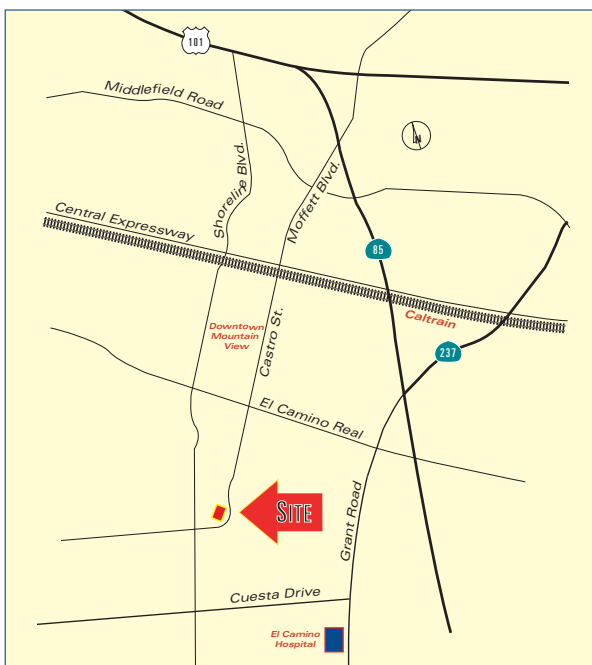 101
Middlefield Road
N
Shoreline Blvd.
Moffett Blvd.
Central Expressway
85
Caltrain
Downtown
Mountain
View
Castro St.
237
El Camino Real
SITE
Grant Road
Cuesta Drive
El Camino
Hospital